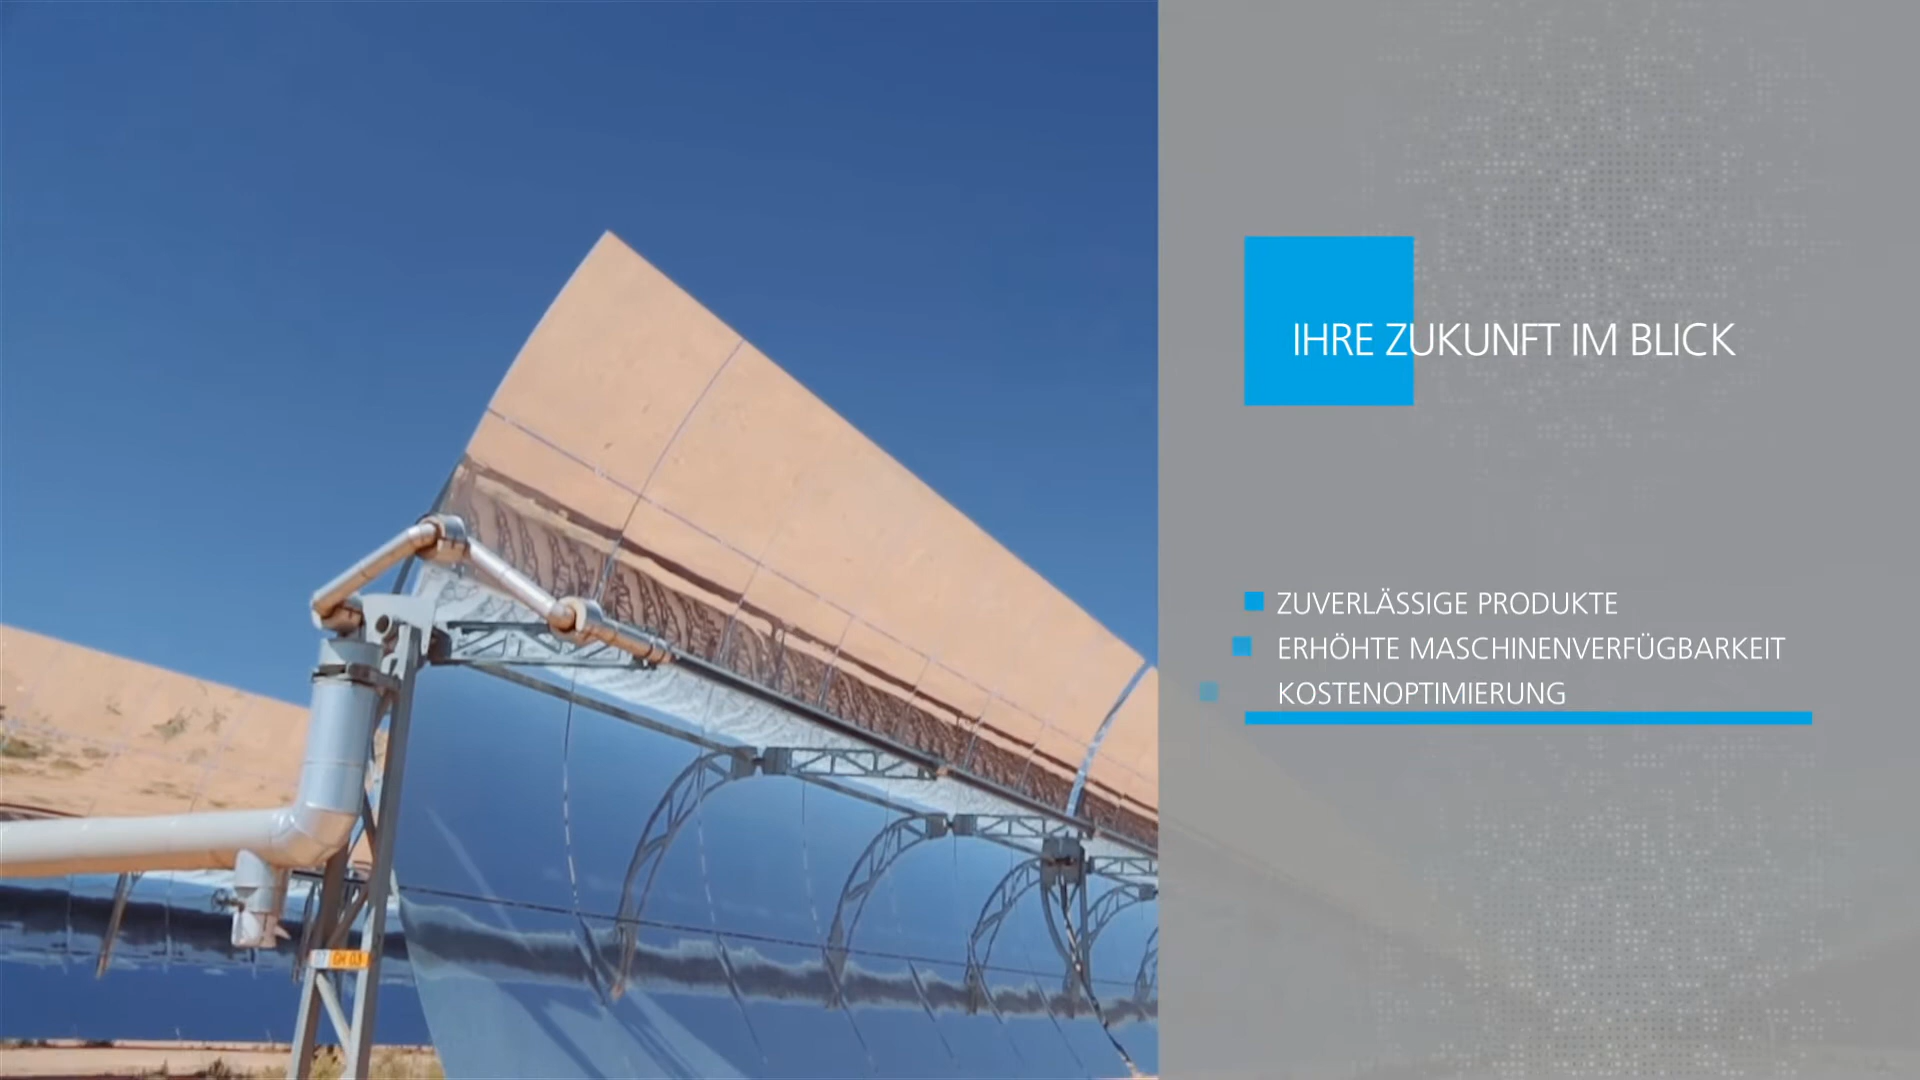 IHRE ZUKUNFT IM BLICK
ZUVERLÄSSIGE PRODUKTE
ERHÖHTE MASCHINENVERFÜGBARKEIT
KOSTENOPTIMIERUNG